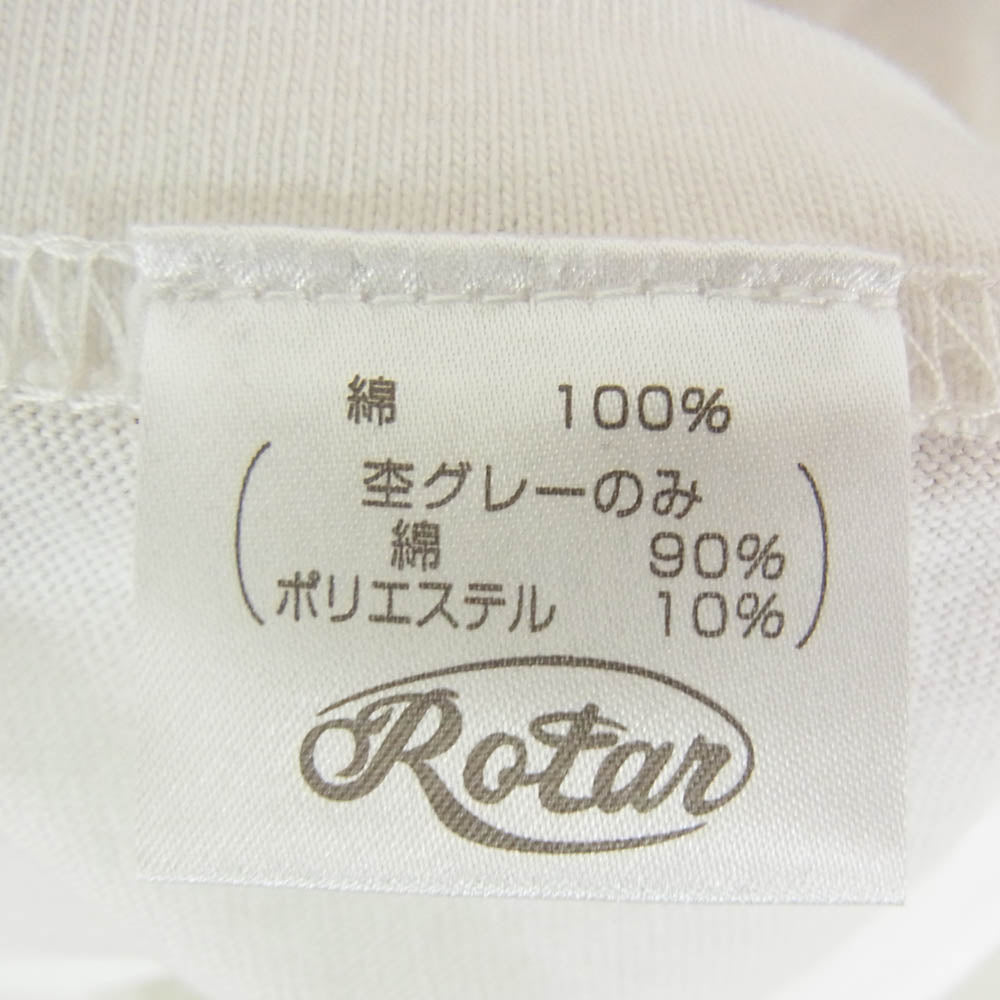 綿 100%
(杢グレーのみ
綿 90%
ポリエステル 10%)
Rotar